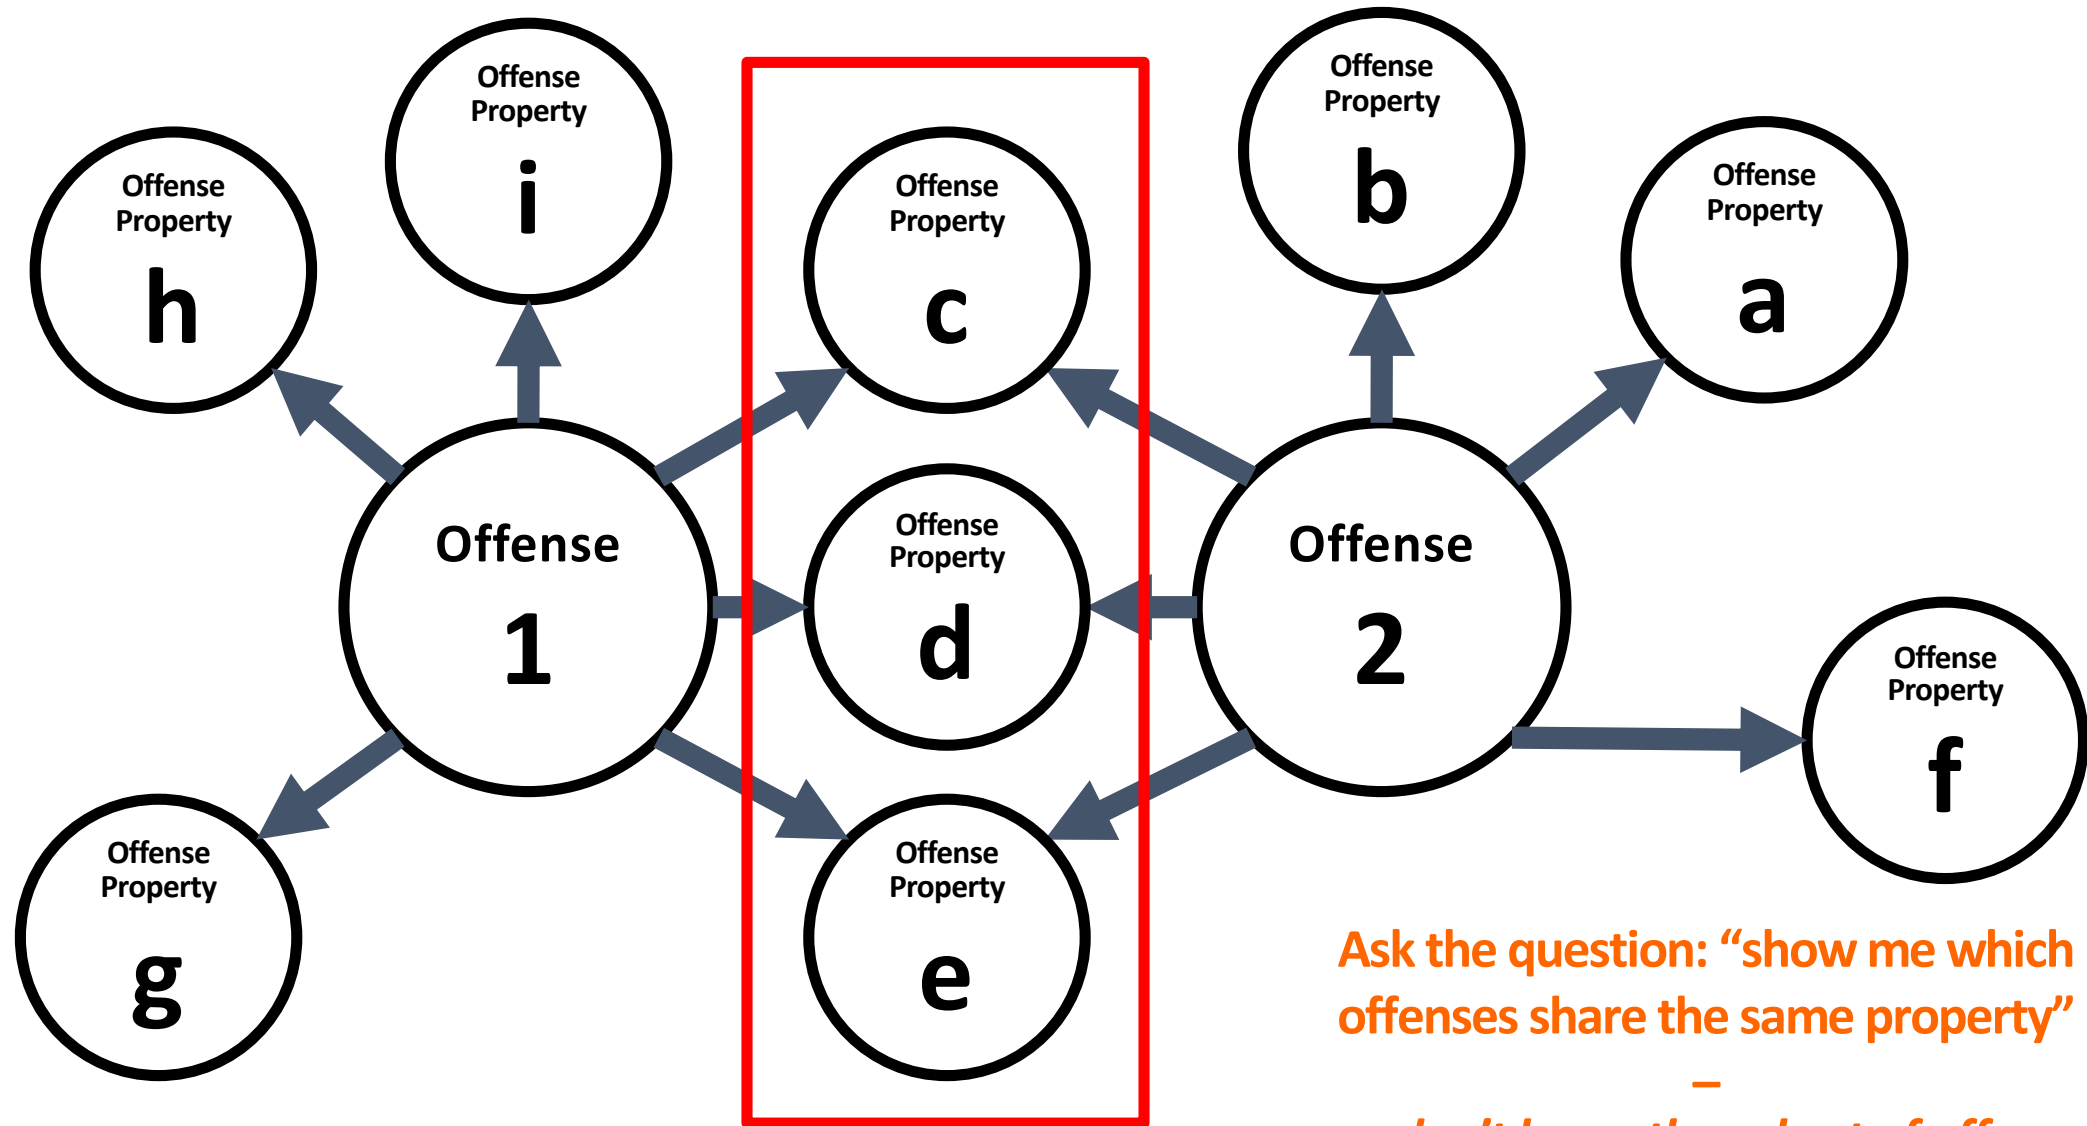 Offense
Property
h
Offense
Property
i
Offense
Property
c
Offense
Property
b
Offense
Property
a
Offense
1
Offense
Property
d
Offense
2
Offense
Property
f
Offense
Property
g
Offense
Property
e
Ask the question: “show me which
offenses share the same property”
–